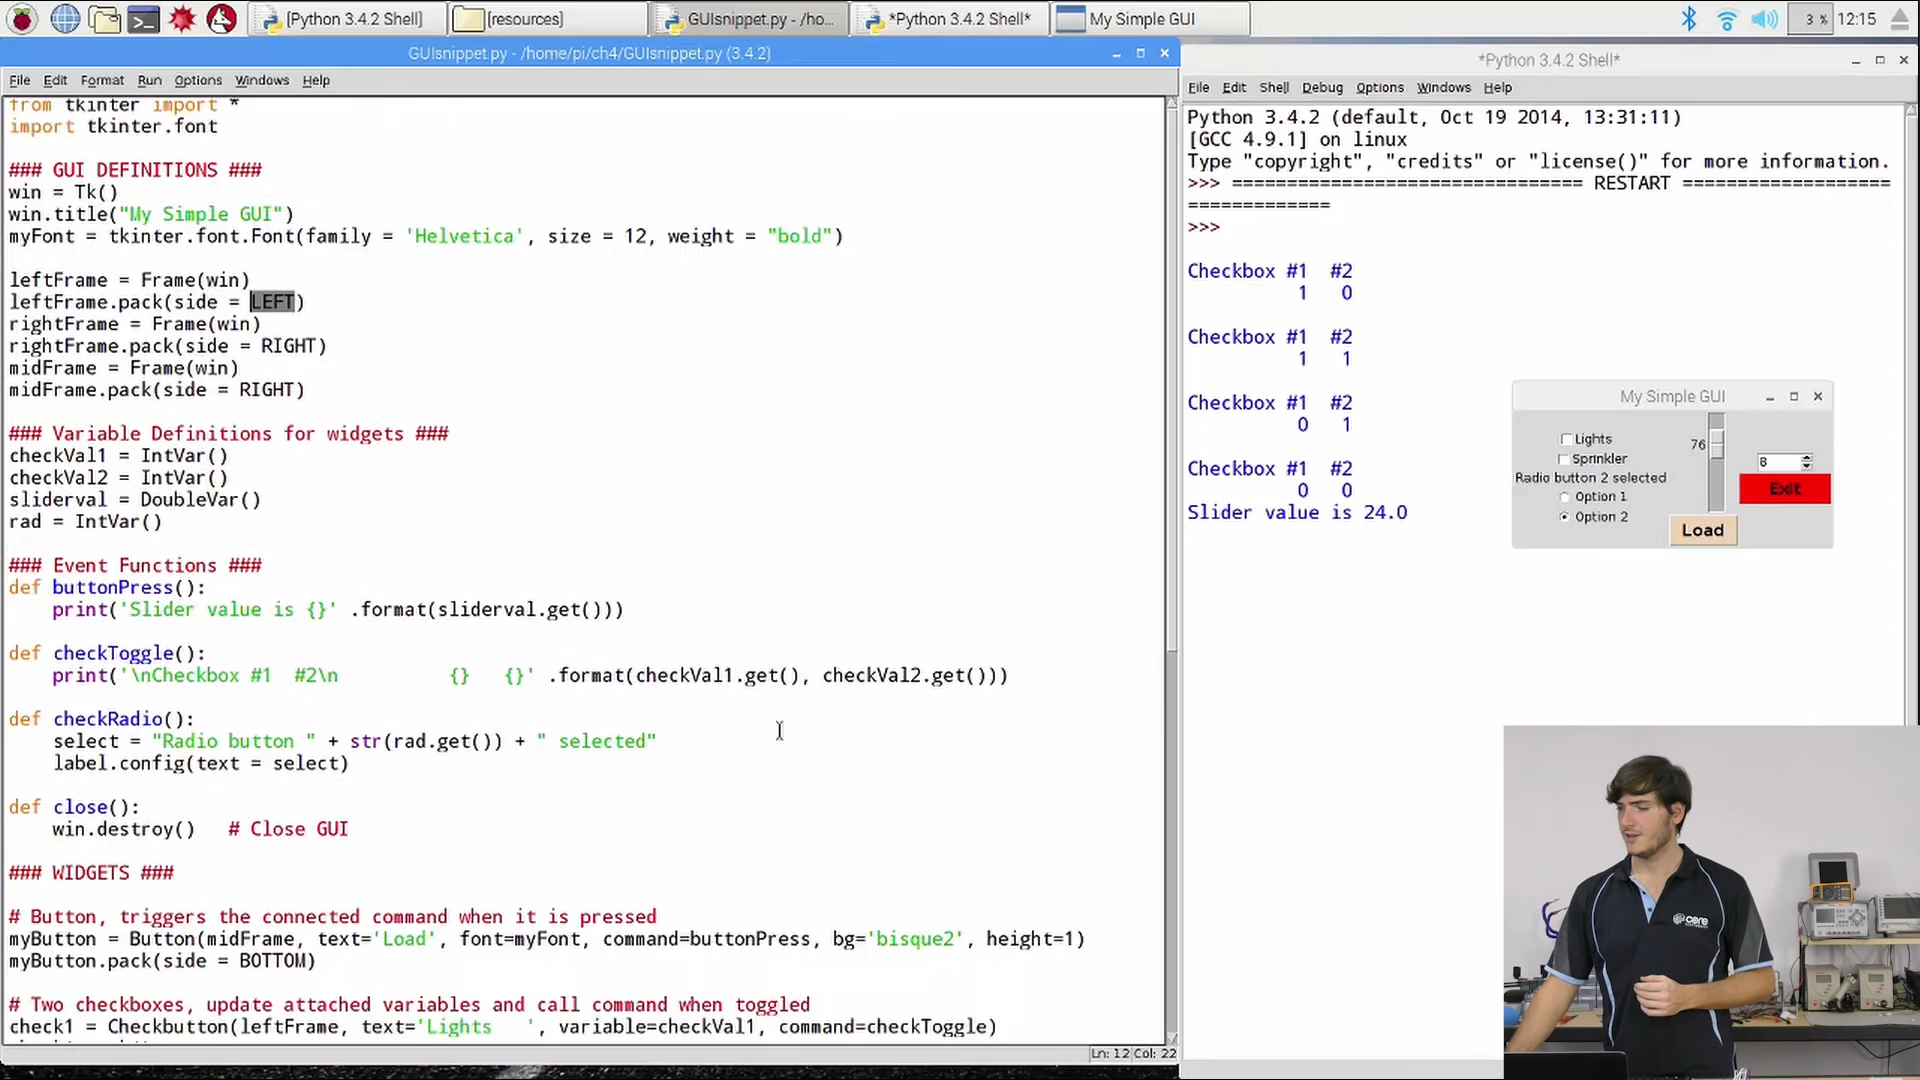 [Python 3.4.2 Shell]
[resources]
GUIsnippet.py - /ho...
*Python 3.4.2 Shell*
My Simple GUI
3 %
12:15
GUIsnippet.py - /home/pi/ch4/GUIsnippet.py (3.4.2)
File Edit Format Run Options Windows Help
from tkinter import *
import tkinter.font
### GUI DEFINITIONS ###
win = Tk()
win.title("My Simple GUI")
myFont = tkinter.font.Font(family = 'Helvetica', size = 12, weight = "bold")
leftFrame = Frame(win)
leftFrame.pack(side = LEFT)
rightFrame = Frame(win)
rightFrame.pack(side = RIGHT)
midFrame = Frame(win)
midFrame.pack(side = RIGHT)
### Variable Definitions for widgets ###
checkVal1 = IntVar()
checkVal2 = IntVar()
sliderval = DoubleVar()
rad = IntVar()
### Event Functions ###
def buttonPress():
    print('Slider value is {}' .format(sliderval.get()))
def checkToggle():
    print('\nCheckbox #1  #2\n          {}   {}' .format(checkVal1.get(), checkVal2.get()))
def checkRadio():
    select = "Radio button " + str(rad.get()) + " selected"
    label.config(text = select)
def close():
    win.destroy()   # Close GUI
### WIDGETS ###
# Button, triggers the connected command when it is pressed
myButton = Button(midFrame, text='Load', font=myFont, command=buttonPress, bg='bisque2', height=1)
myButton.pack(side = BOTTOM)
# Two checkboxes, update attached variables and call command when toggled
check1 = Checkbutton(leftFrame, text='Lights   ', variable=checkVal1, command=checkToggle)
Ln: 12 Col: 22
*Python 3.4.2 Shell*
File Edit Shell Debug Options Windows Help
Python 3.4.2 (default, Oct 19 2014, 13:31:11)
[GCC 4.9.1] on linux
Type "copyright", "credits" or "license()" for more information.
>>> ================================ RESTART ===================
=============
>>>
Checkbox #1  #2
          1   0
Checkbox #1  #2
          1   1
Checkbox #1  #2
          0   1
Checkbox #1  #2
          0   0
Slider value is 24.0
My Simple GUI
Lights
Sprinkler
Radio button 2 selected
Option 1
Option 2
76
Load
8
Exit
core